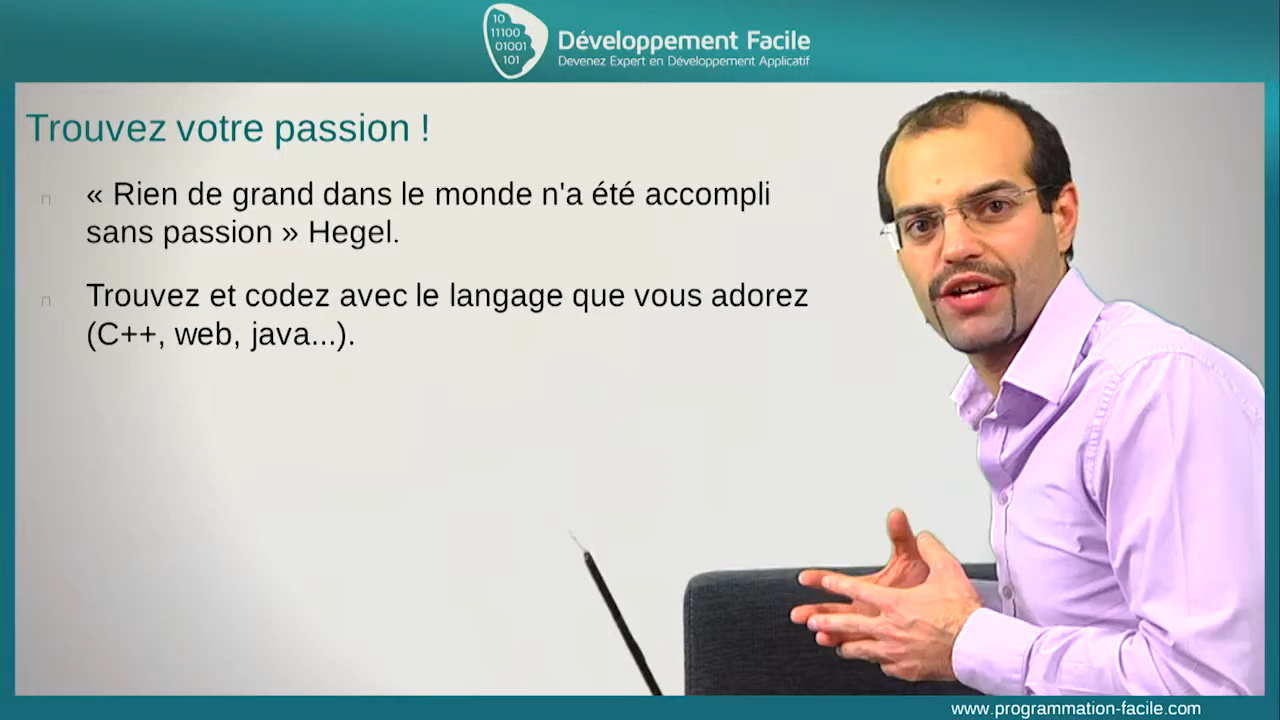 10
11100
01001
101
Développement Facile
Devenez Expert en Développement Applicatif
Trouvez votre passion !
« Rien de grand dans le monde n'a été accompli
sans passion » Hegel.
Trouvez et codez avec le langage que vous adorez
(C++, web, java...).
www.programmation-facile.com